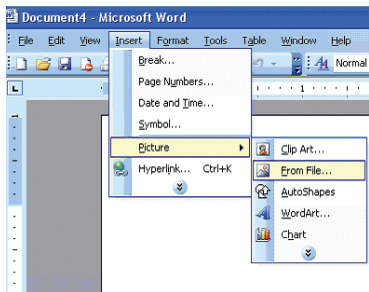 Document4 - Microsoft Word
File Edit View Insert Format Tools Table Window Help
Normal
L
1
Break...
Page Numbers...
Date and Time...
Symbol...
Picture
Hyperlink... Ctrl+K
Clip Art...
From File...
AutoShapes
WordArt...
Chart